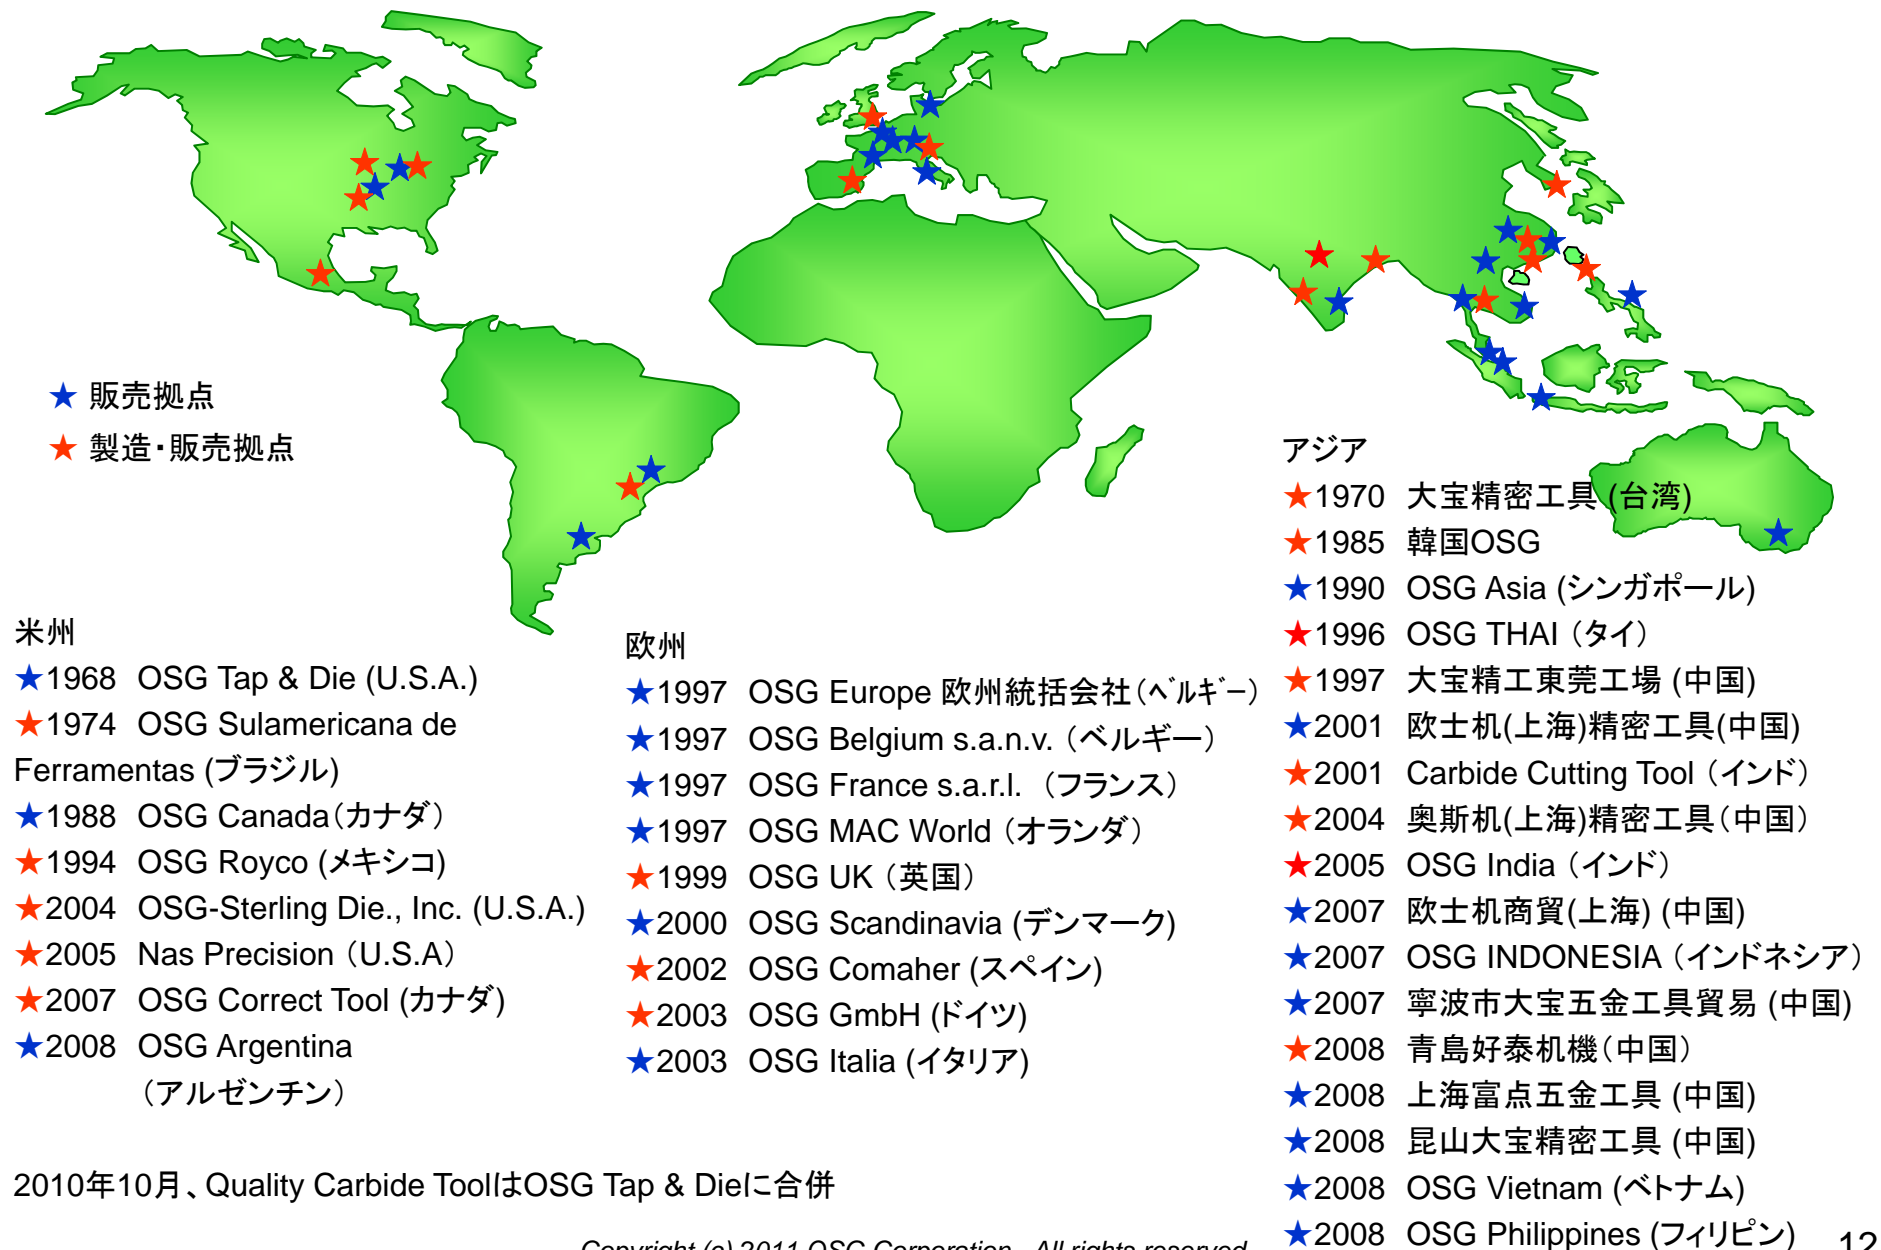 ★ 販売拠点
★ 製造・販売拠点
米州
★1968 OSG Tap & Die (U.S.A.)
★1974 OSG Sulamericana de
Ferramentas (ブラジル)
★1988 OSG Canada（カナダ）
★1994 OSG Royco (メキシコ)
★2004 OSG-Sterling Die., Inc. (U.S.A.)
★2005 Nas Precision （U.S.A）
★2007 OSG Correct Tool (カナダ)
★2008 OSG Argentina
（アルゼンチン）
欧州
★1997 OSG Europe 欧州統括会社（ﾍﾞﾙｷﾞｰ）
★1997 OSG Belgium s.a.n.v. （ベルギー）
★1997 OSG France s.a.r.l. （フランス）
★1997 OSG MAC World （オランダ）
★1999 OSG UK （英国）
★2000 OSG Scandinavia (デンマーク)
★2002 OSG Comaher (スペイン)
★2003 OSG GmbH (ドイツ)
★2003 OSG Italia (イタリア)
アジア
★1970 大宝精密工具 (台湾)
★1985 韓国OSG
★1990 OSG Asia (シンガポール)
★1996 OSG THAI （タイ）
★1997 大宝精工東莞工場 (中国)
★2001 欧士机(上海)精密工具(中国)
★2001 Carbide Cutting Tool （インド）
★2004 奥斯机(上海)精密工具（中国）
★2005 OSG India （インド）
★2007 欧士机商貿(上海) (中国)
★2007 OSG INDONESIA （インドネシア）
★2007 寧波市大宝五金工具貿易 (中国)
★2008 青島好泰机機（中国）
★2008 上海富点五金工具 (中国)
★2008 昆山大宝精密工具 (中国)
★2008 OSG Vietnam (ベトナム)
★2008 OSG Philippines (フィリピン)
2010年10月、Quality Carbide ToolはOSG Tap & Dieに合併
Copyright (c) 2011 OSG Corporation. All rights reserved.
12